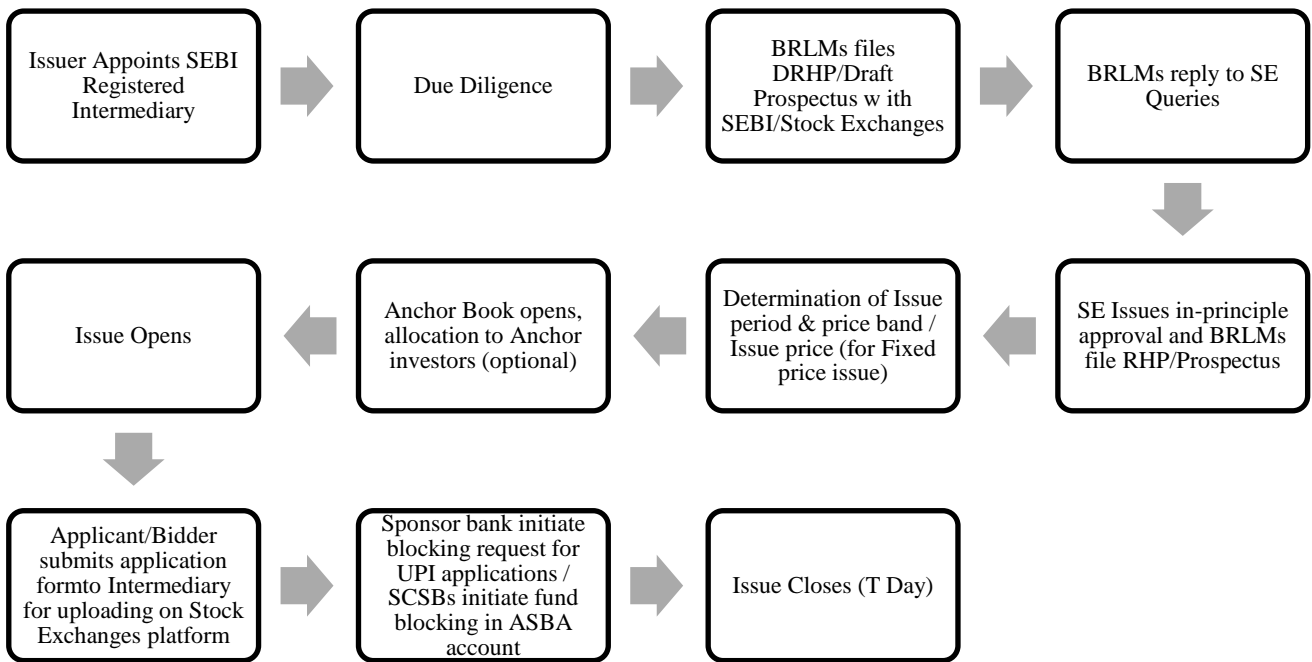 Issuer Appoints SEBI
Registered
Intermediary
Due Diligence
BRLMs files
DRHP/Draft
Prospectus w ith
SEBI/Stock Exchanges
BRLMs reply to SE
Queries
SE Issues in-principle
approval and BRLMs
file RHP/Prospectus
Determination of Issue
period & price band /
Issue price (for Fixed
price issue)
Anchor Book opens,
allocation to Anchor
investors (optional)
Issue Opens
Applicant/Bidder
submits application
formto Intermediary
for uploading on Stock
Exchanges platform
Sponsor bank initiate
blocking request for
UPI applications /
SCSBs initiate fund
blocking in ASBA
account
Issue Closes (T Day)